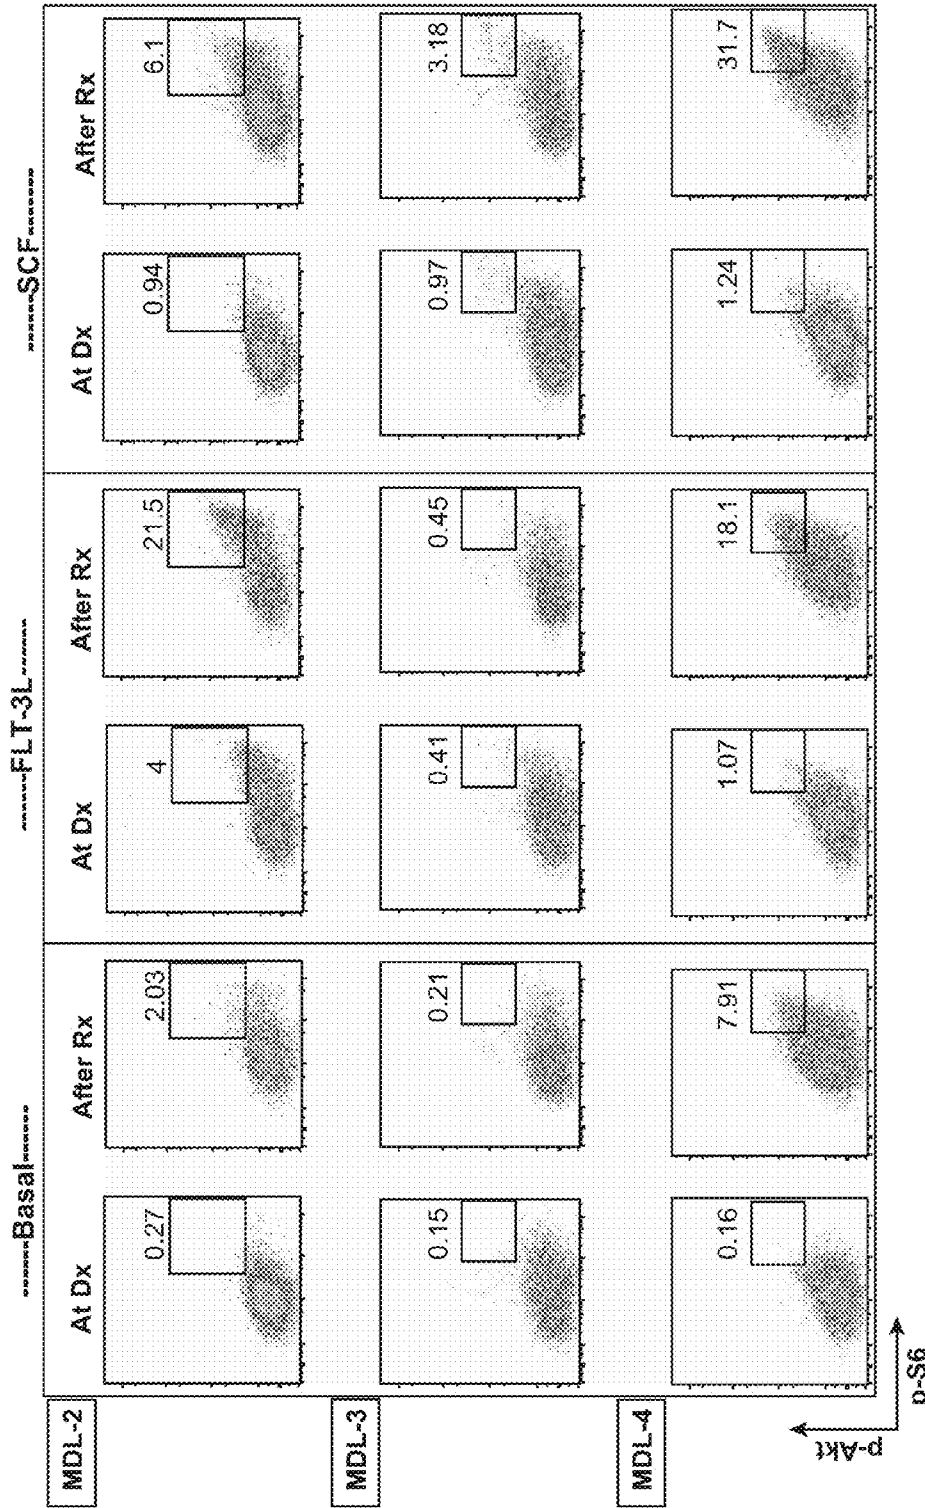 ------Basal------ ------FLT-3L------ ------SCF------
At Dx After Rx At Dx After Rx At Dx After Rx
MDL-2
0.27 2.03 4 21.5 0.94 6.1
MDL-3
0.15 0.21 0.41 0.45 0.97 3.18
MDL-4
0.16 7.91 1.07 18.1 1.24 31.7
p-Akt
p-S6